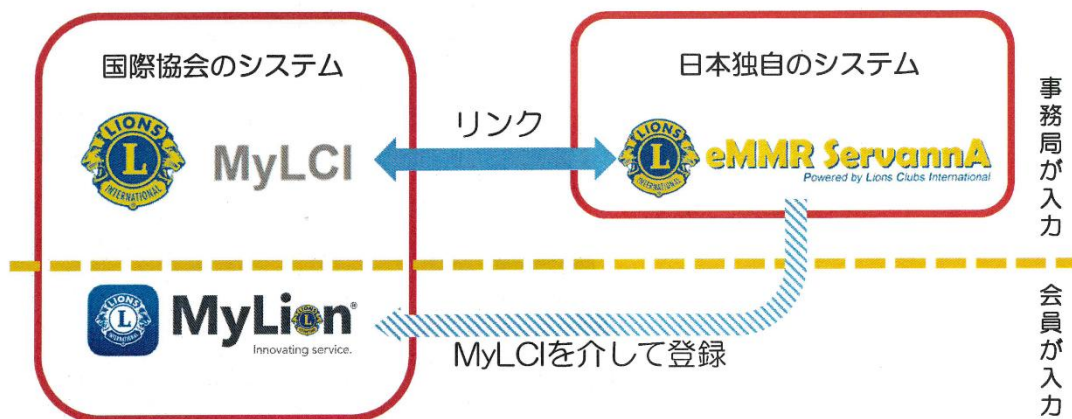 国際協会のシステム
日本独自のシステム
リンク
LIONS
L
INTERNATIONAL
MyLCI
LIONS
L
INTERNATIONAL
eMMR ServannA
Powered by Lions Clubs International
事務局が入力
LIONS
L
INTERNATIONAL
MyLion®
Innovating service.
MyLCIを介して登録
会員が入力